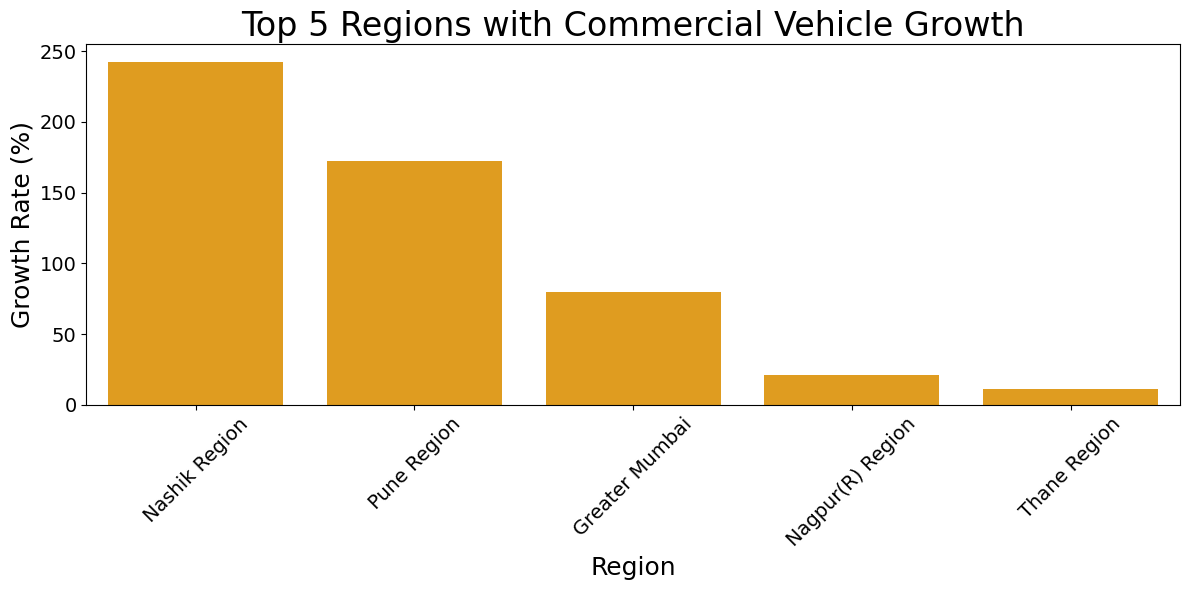 Top 5 Regions with Commercial Vehicle Growth
Growth Rate (%)
250
200
150
100
50
0
Nashik Region
Pune Region
Greater Mumbai
Nagpur(R) Region
Thane Region
Region